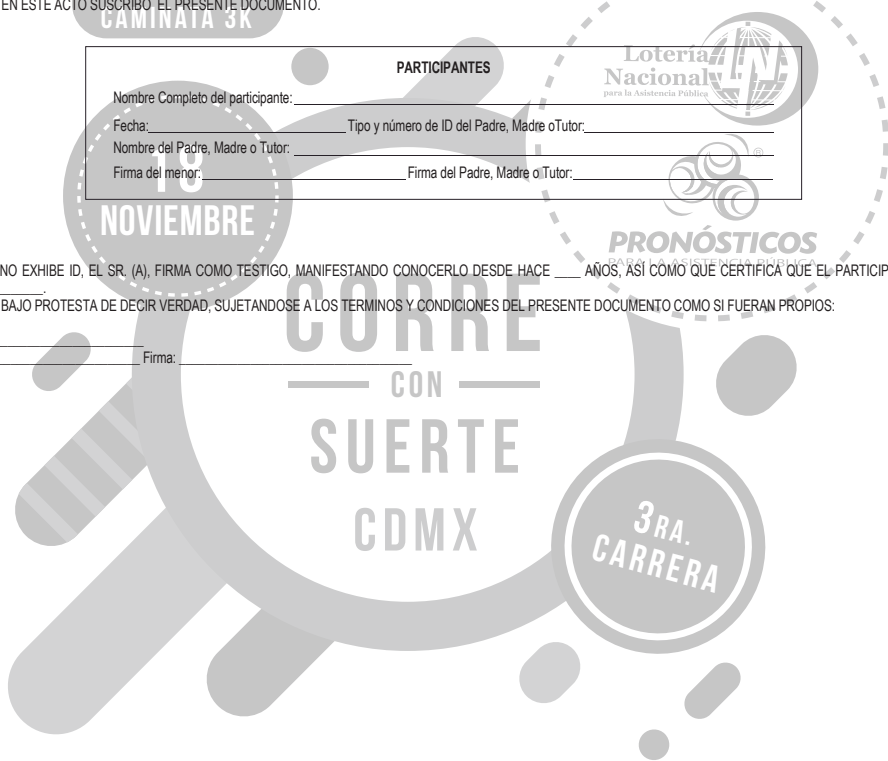 EN ESTE ACTO SUSCRIBO EL PRESENTE DOCUMENTO.
CAMINATA 3K
PARTICIPANTES
Lotería
Nacional
para la Asistencia Pública
LN
Nombre Completo del participante:
Fecha: Tipo y número de ID del Padre, Madre oTutor:
Nombre del Padre, Madre o Tutor:
Firma del menor: Firma del Padre, Madre o Tutor:
18
NOVIEMBRE
®
PRONÓSTICOS
PARA LA ASISTENCIA PÚBLICA
NO EXHIBE ID, EL SR. (A), FIRMA COMO TESTIGO, MANIFESTANDO CONOCERLO DESDE HACE ____ AÑOS, ASÍ COMO QUE CERTIFICA QUE EL PARTICIP
______.
BAJO PROTESTA DE DECIR VERDAD, SUJETANDOSE A LOS TERMINOS Y CONDICIONES DEL PRESENTE DOCUMENTO COMO SI FUERAN PROPIOS:
Firma:
CORRE
CON
SUERTE
CDMX
3RA.
CARRERA